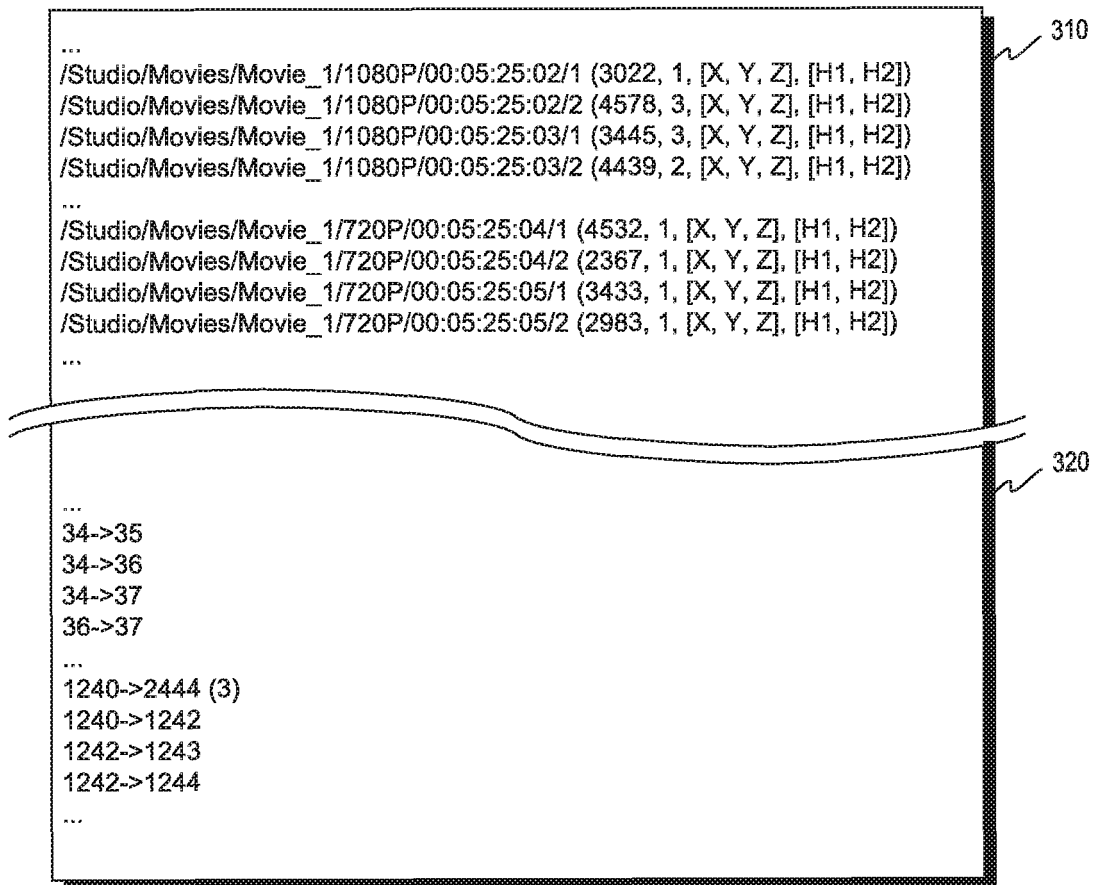 310
...
/Studio/Movies/Movie_1/1080P/00:05:25:02/1 (3022, 1, [X, Y, Z], [H1, H2])
/Studio/Movies/Movie_1/1080P/00:05:25:02/2 (4578, 3, [X, Y, Z], [H1, H2])
/Studio/Movies/Movie_1/1080P/00:05:25:03/1 (3445, 3, [X, Y, Z], [H1, H2])
/Studio/Movies/Movie_1/1080P/00:05:25:03/2 (4439, 2, [X, Y, Z], [H1, H2])
...
/Studio/Movies/Movie_1/720P/00:05:25:04/1 (4532, 1, [X, Y, Z], [H1, H2])
/Studio/Movies/Movie_1/720P/00:05:25:04/2 (2367, 1, [X, Y, Z], [H1, H2])
/Studio/Movies/Movie_1/720P/00:05:25:05/1 (3433, 1, [X, Y, Z], [H1, H2])
/Studio/Movies/Movie_1/720P/00:05:25:05/2 (2983, 1, [X, Y, Z], [H1, H2])
...
320
...
34->35
34->36
34->37
36->37
...
1240->2444 (3)
1240->1242
1242->1243
1242->1244
...